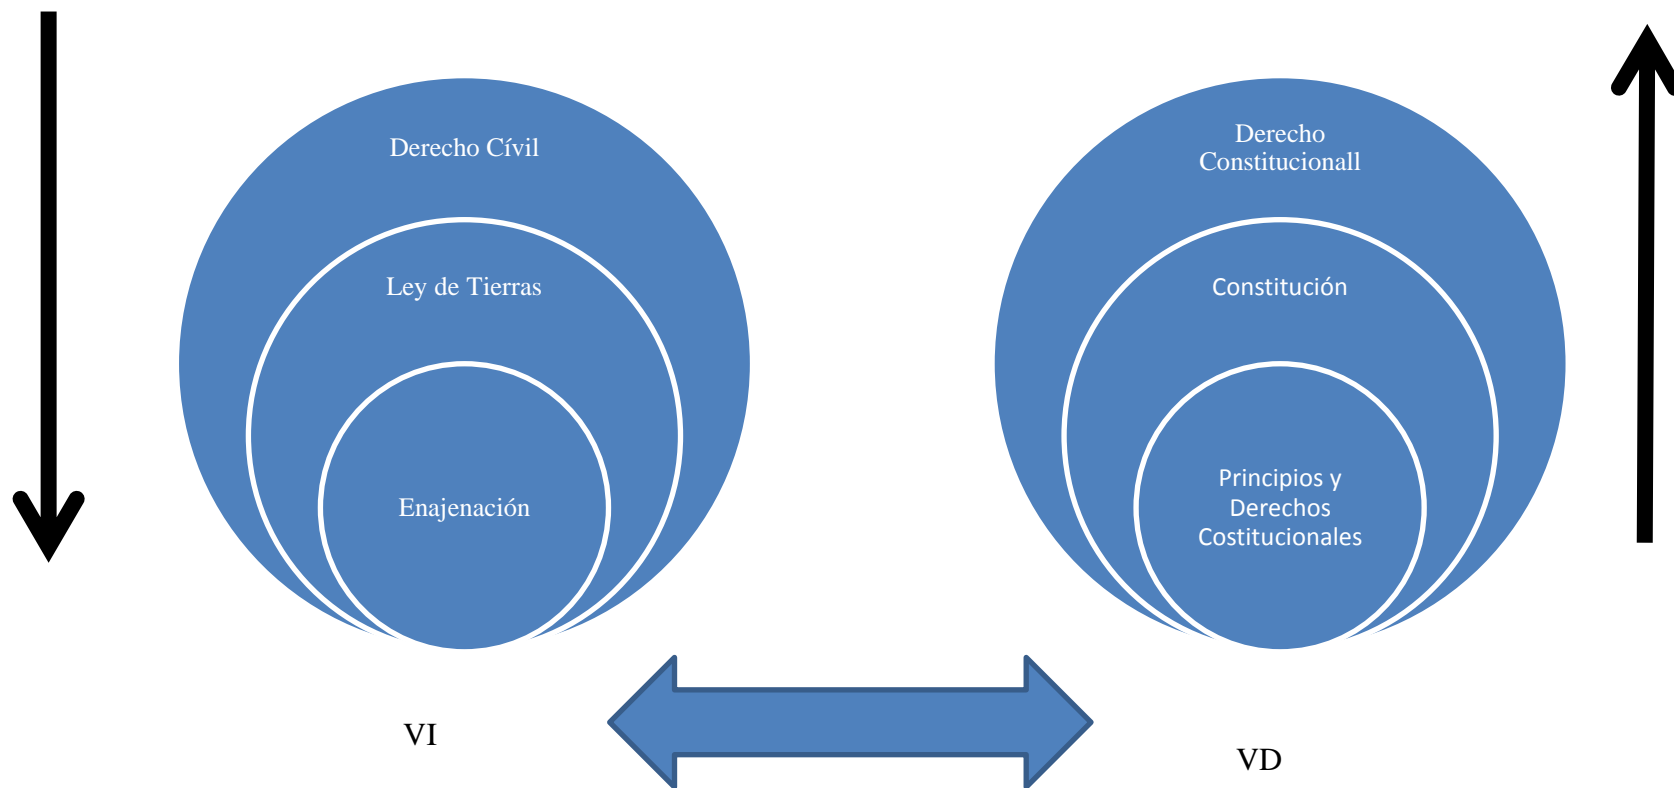 Derecho Cívil
Ley de Tierras
Enajenación
VI
Derecho
Constitucionall
Constitución
Principios y
Derechos
Costitucionales
VD